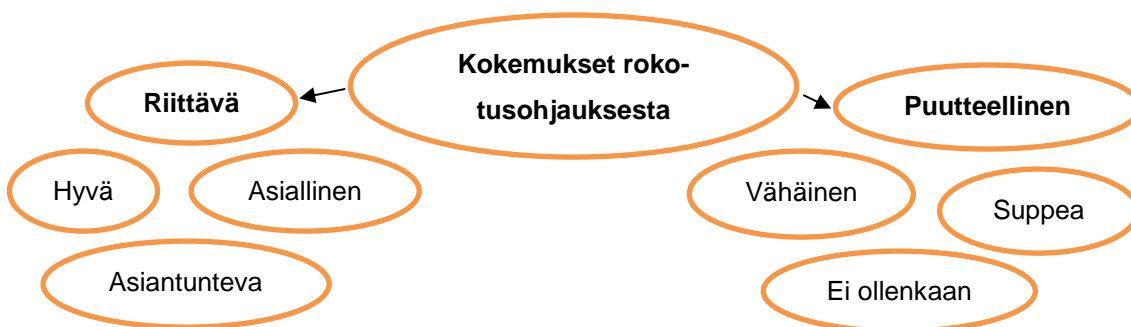 Kokemukset roko-
tusohjauksesta
Riittävä
Puutteellinen
Hyvä
Asiallinen
Vähäinen
Suppea
Asiantunteva
Ei ollenkaan